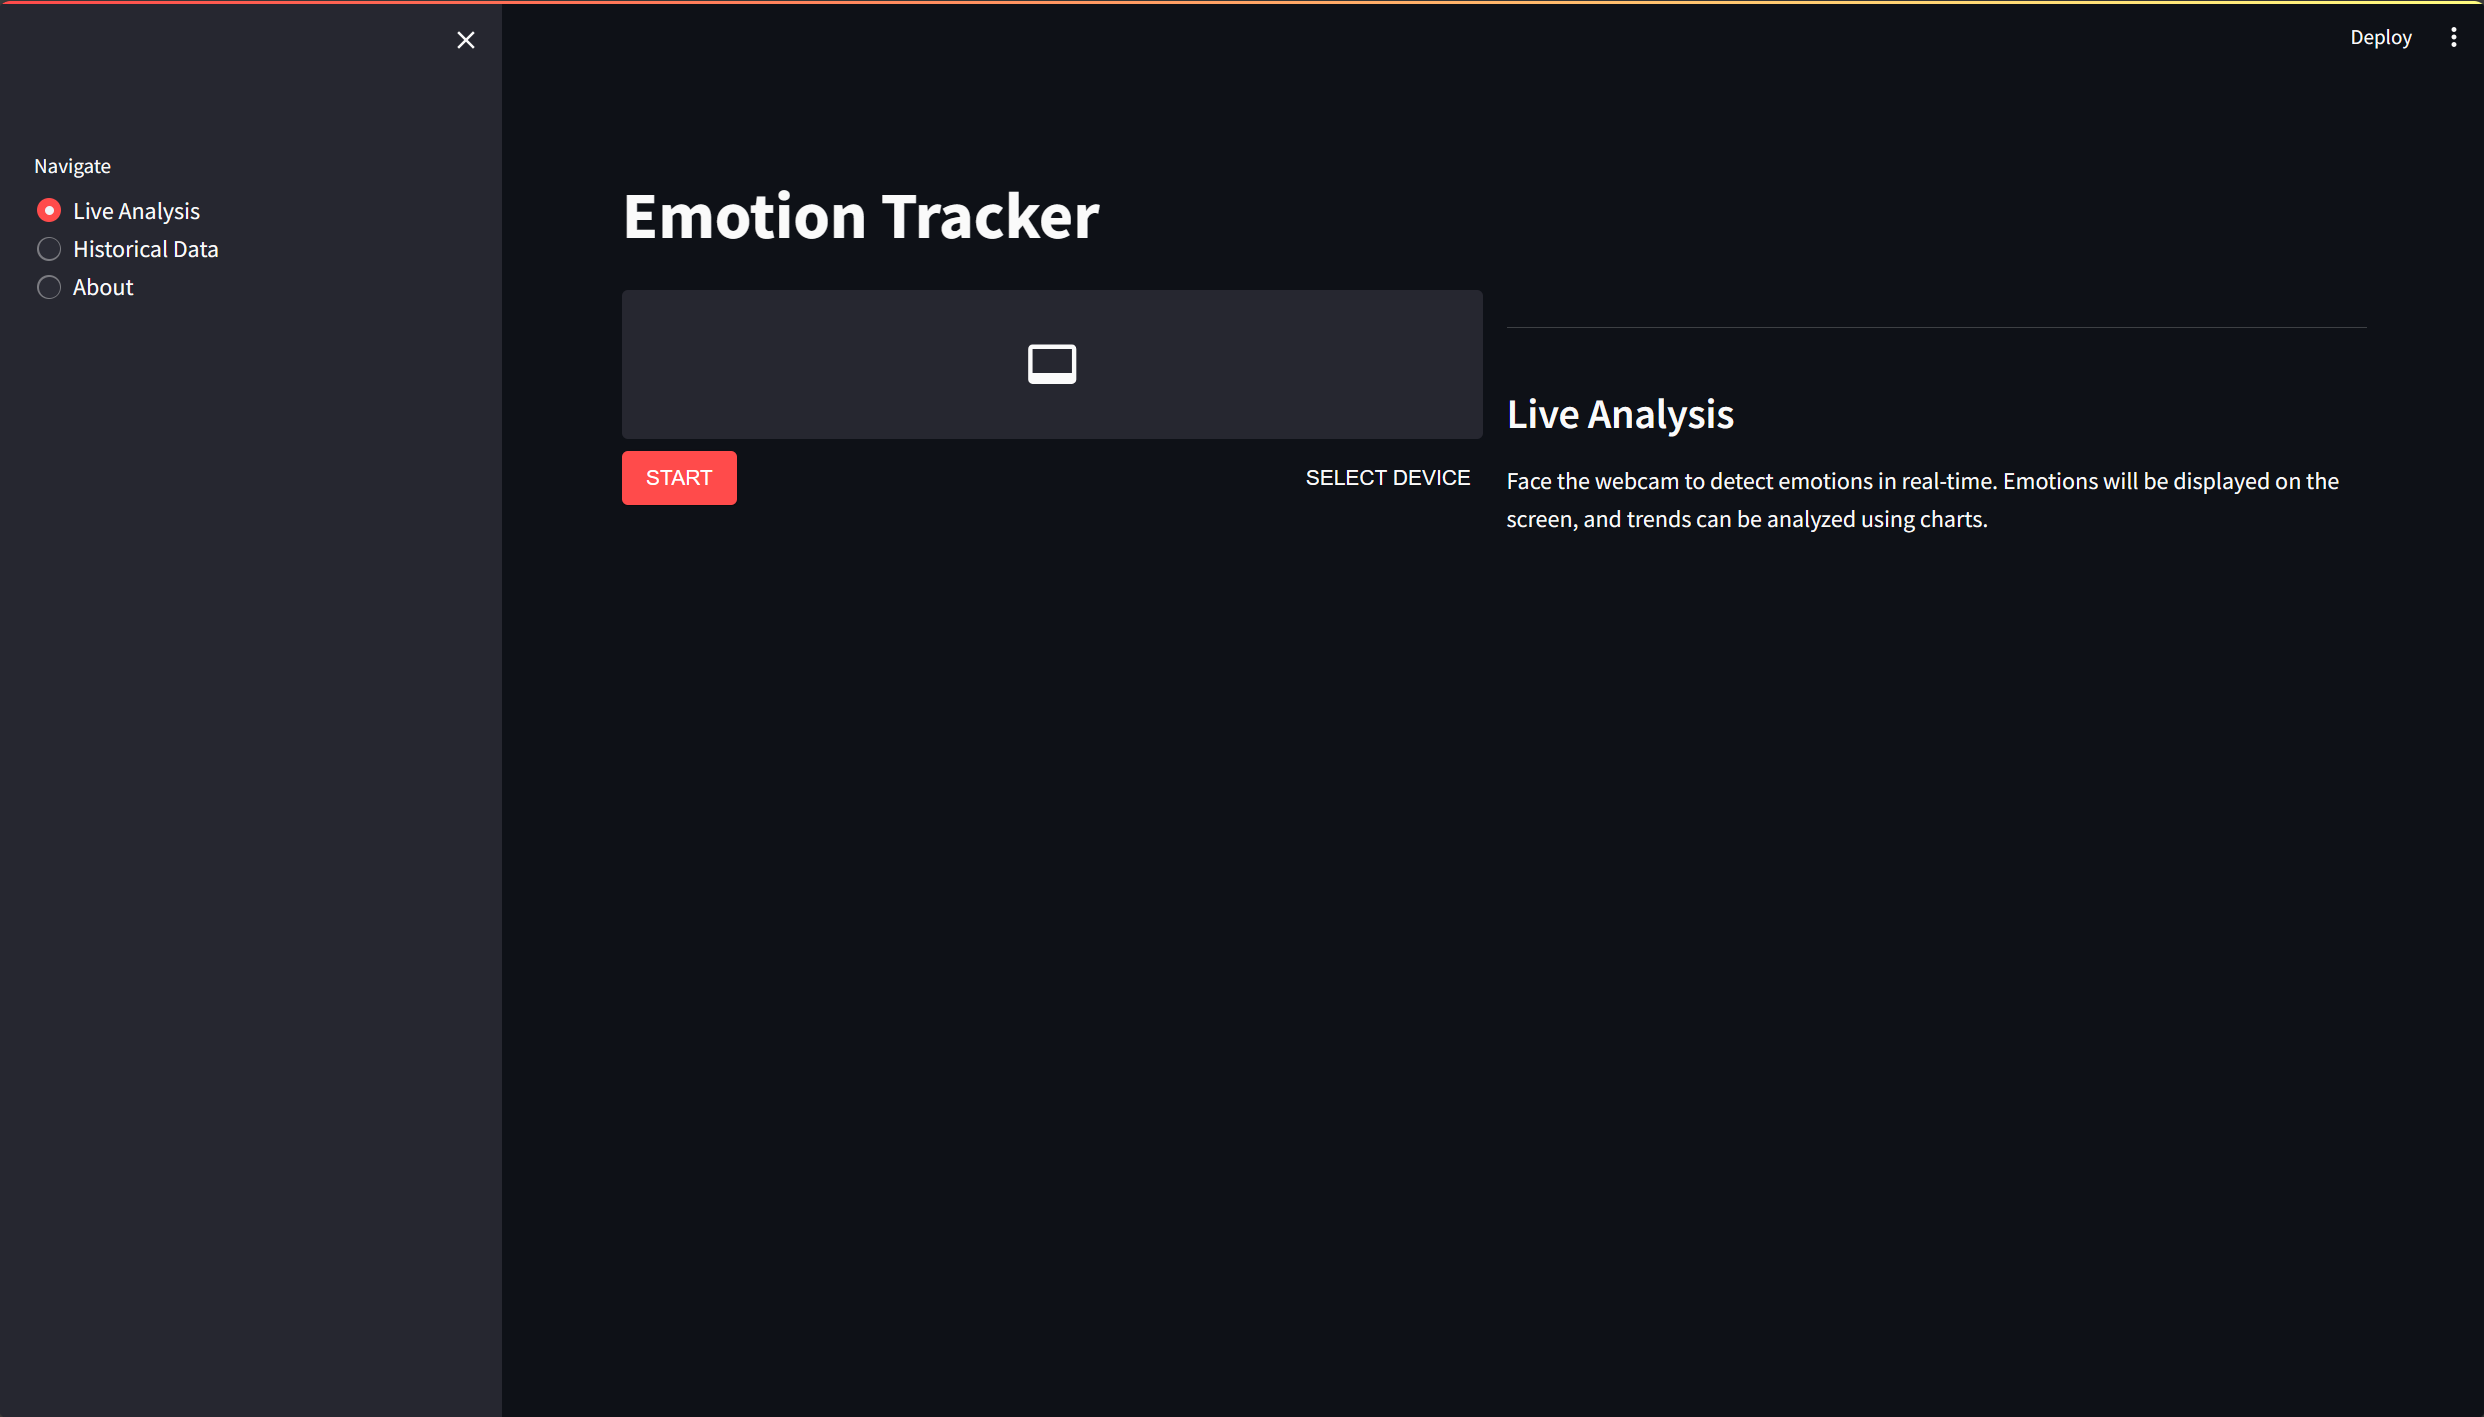 Deploy
Navigate
Live Analysis
Historical Data
About
Emotion Tracker
START
SELECT DEVICE
Live Analysis
Face the webcam to detect emotions in real-time. Emotions will be displayed on the
screen, and trends can be analyzed using charts.